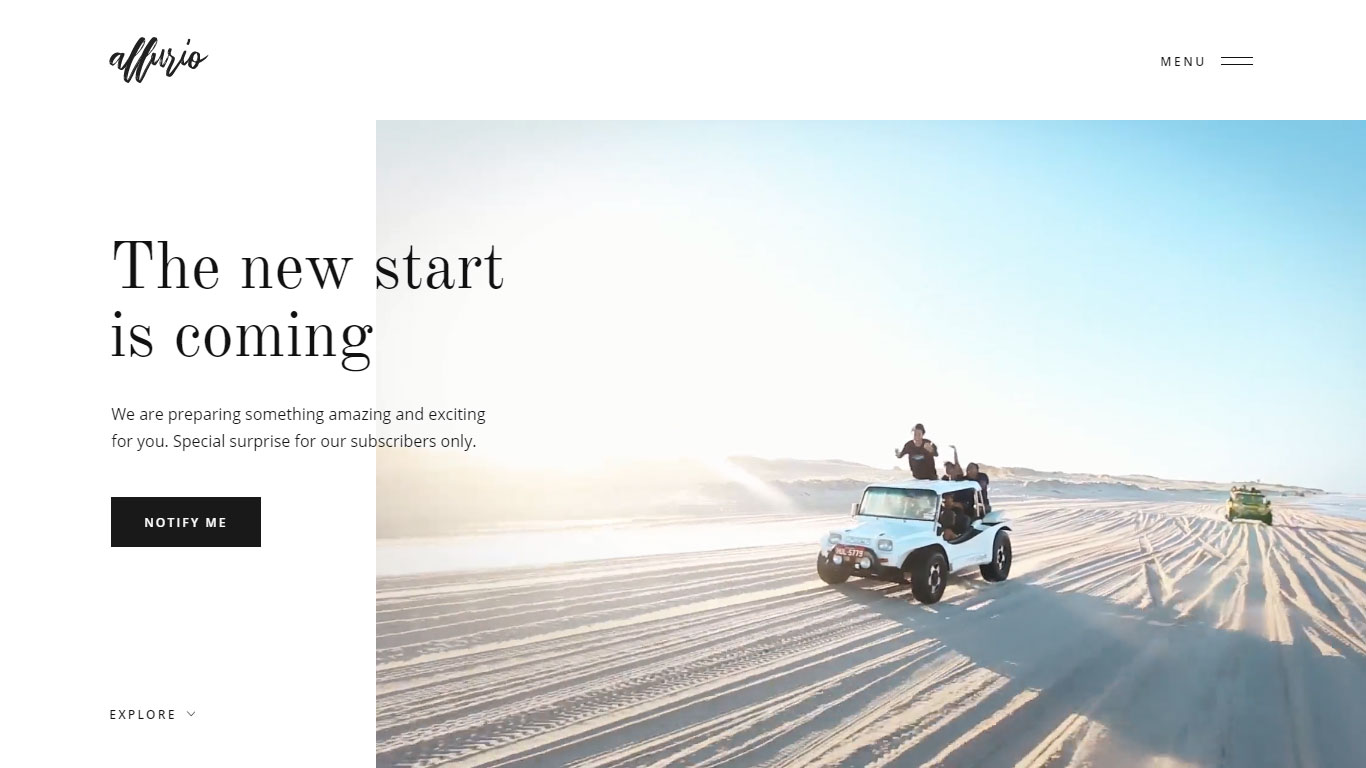 allurio
MENU
The new start
is coming
We are preparing something amazing and exciting
for you. Special surprise for our subscribers only.
NOTIFY ME
EXPLORE